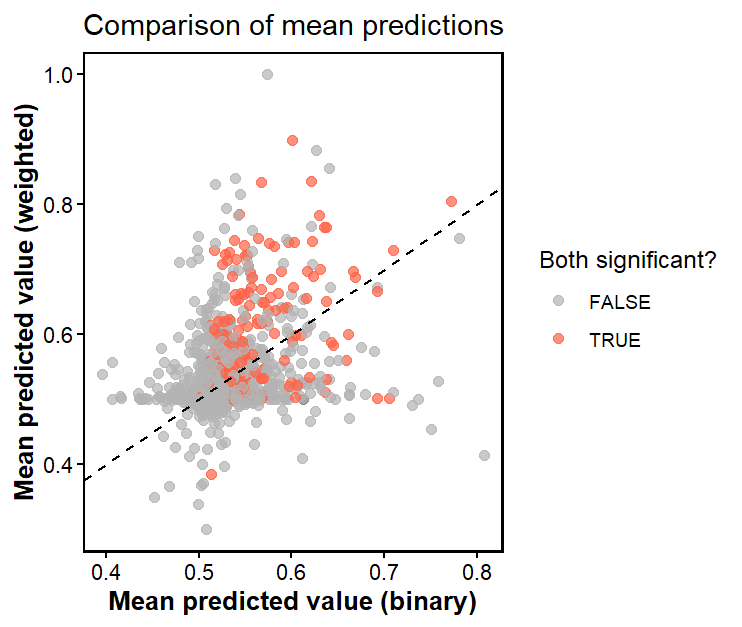 Comparison of mean predictions
Mean predicted value (weighted)
1.0
0.8
0.6
0.4
0.4 0.5 0.6 0.7 0.8
Mean predicted value (binary)
Both significant?
FALSE
TRUE